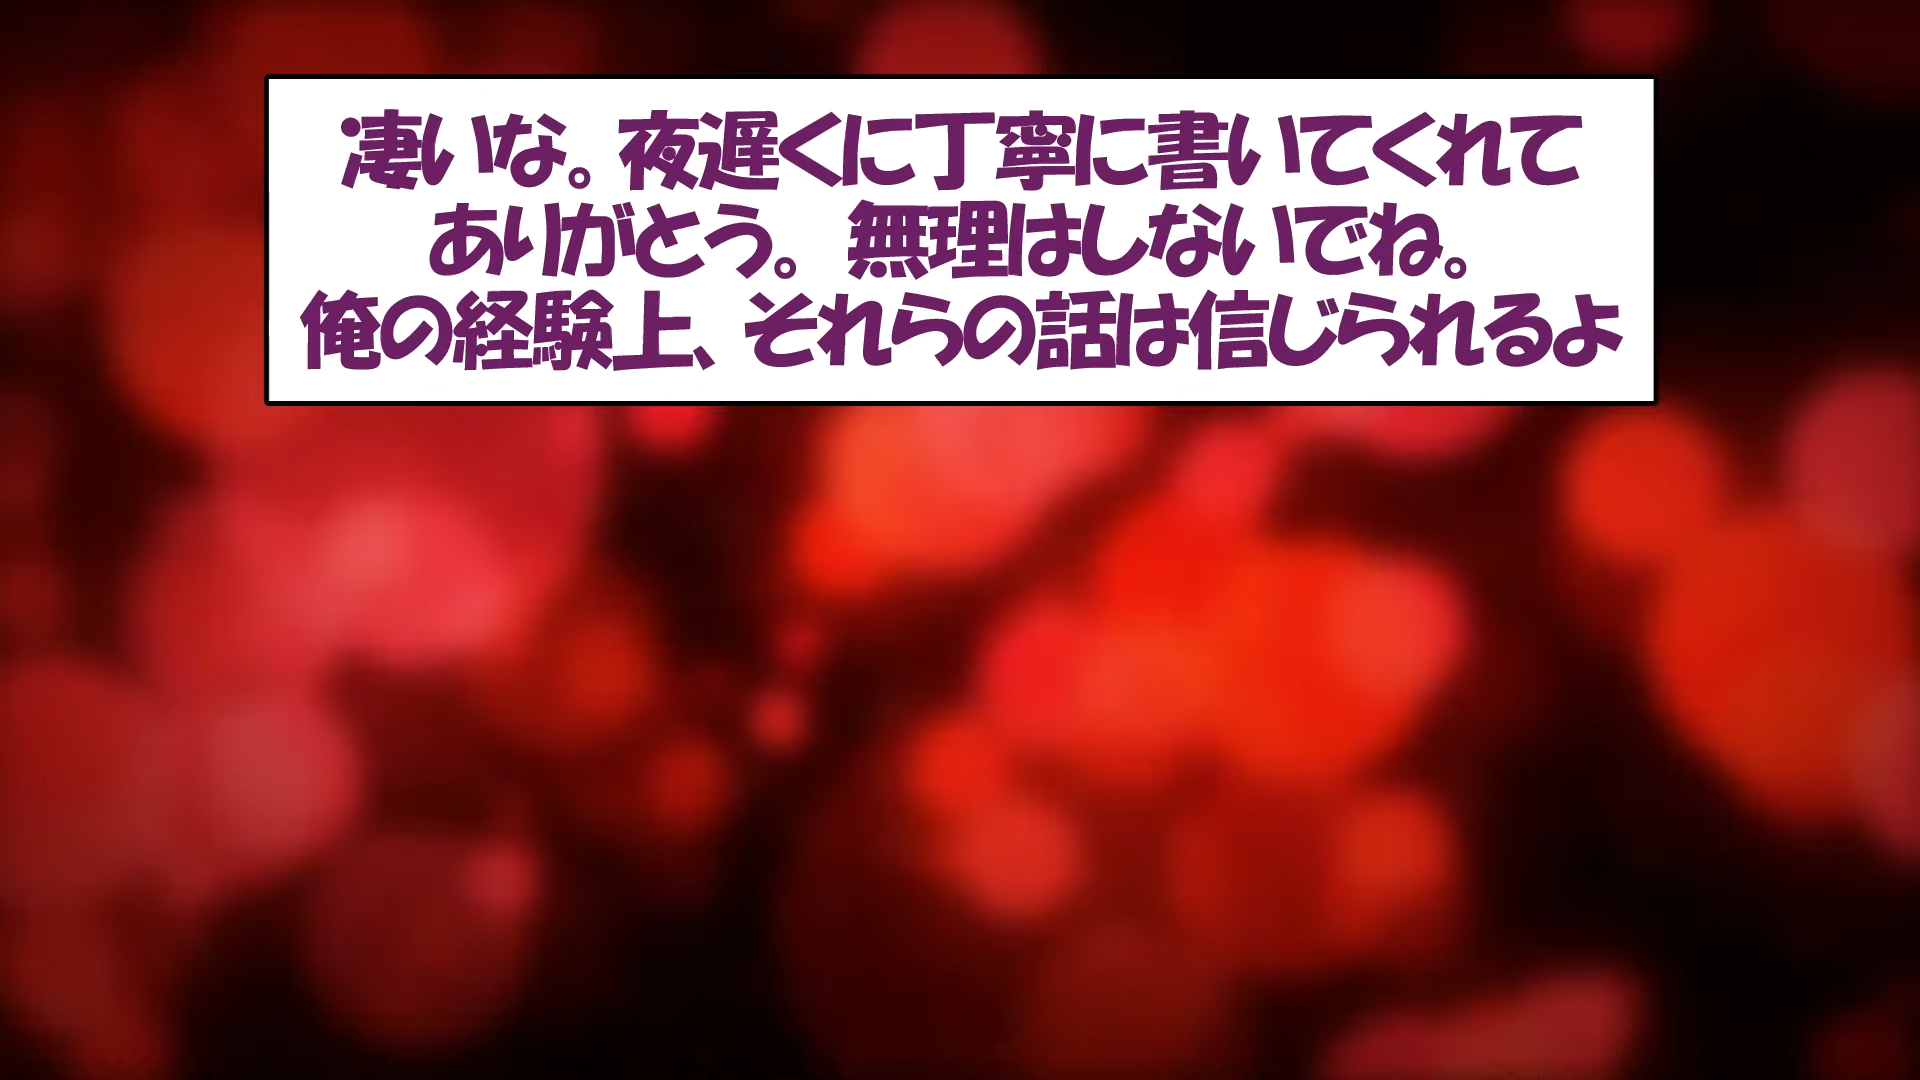 凄いな。夜遅くに丁寧に書いてくれて
ありがとう。無理はしないでね。
俺の経験上、それらの話は信じられるよ